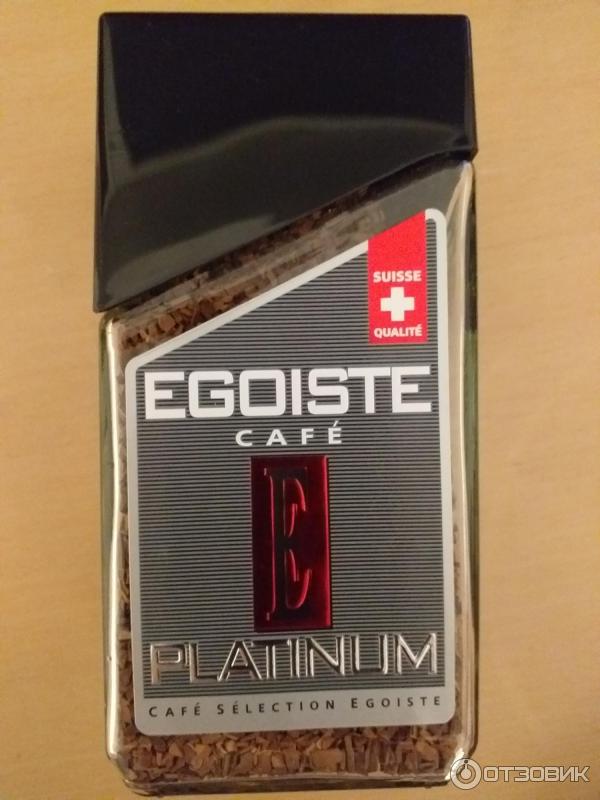 SUISSE
QUALITÉ
EGOISTE
CAFÉ
E
PLATINUM
CAFÉ SÉLECTION EGOISTE
ОТЗОВИК